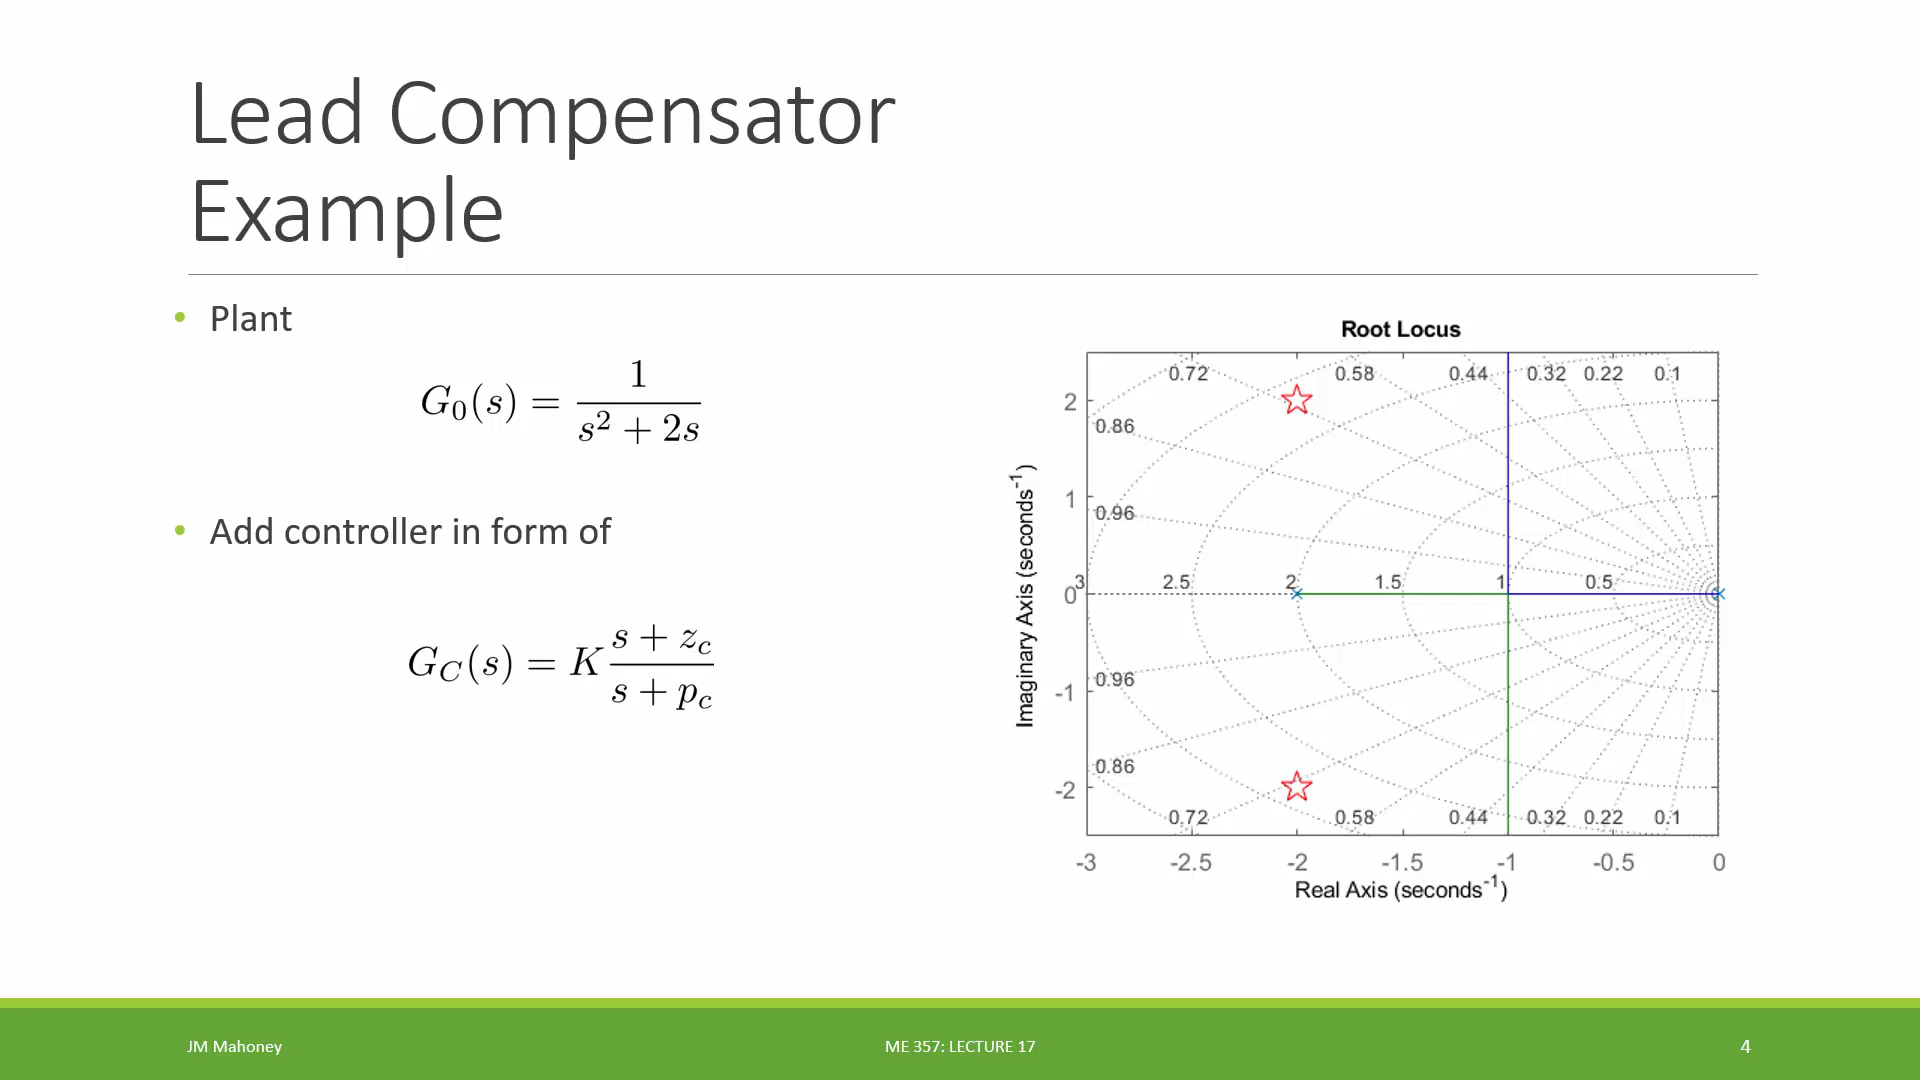 Lead Compensator
Example
• Plant
G₀(s) = 1 / (s² + 2s)
• Add controller in form of
G_C(s) = K (s + z_c) / (s + p_c)
Root Locus
0.72 0.58 0.44 0.32 0.22 0.1
2
0.86
1
0.96
3 2.5 2 1.5 1 0.5
0
0.96
-1
0.86
-2
0.72 0.58 0.44 0.32 0.22 0.1
-3 -2.5 -2 -1.5 -1 -0.5 0
Real Axis (seconds⁻¹)
Imaginary Axis (seconds⁻¹)
JM Mahoney
ME 357: LECTURE 17
4